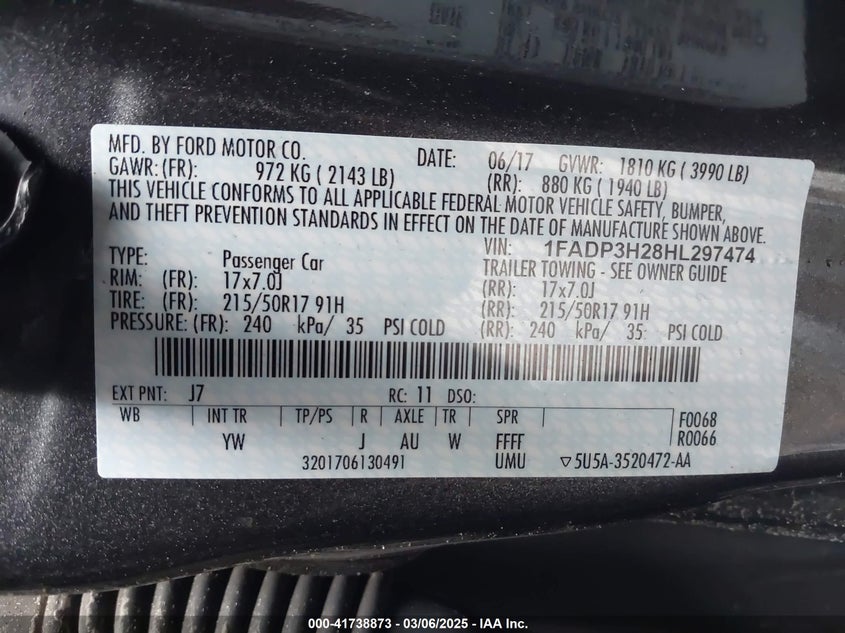 MFD. BY FORD MOTOR CO. DATE: 06/17 GVWR: 1810 KG ( 3990 LB)
GAWR: (FR): 972 KG ( 2143 LB) (RR): 880 KG ( 1940 LB)
THIS VEHICLE CONFORMS TO ALL APPLICABLE FEDERAL MOTOR VEHICLE SAFETY, BUMPER,
AND THEFT PREVENTION STANDARDS IN EFFECT ON THE DATE OF MANUFACTURE SHOWN ABOVE.
VIN: 1FADP3H28HL297474
TYPE: Passenger Car TRAILER TOWING - SEE OWNER GUIDE
RIM: (FR): 17x7.0J (RR): 17x7.0J
TIRE: (FR): 215/50R17 91H (RR): 215/50R17 91H
PRESSURE: (FR): 240 kPa/ 35 PSI COLD (RR): 240 kPa/ 35: PSI COLD
EXT PNT: J7 RC: 11 DSO:
WB INT TR TP/PS R AXLE TR SPR F0068
YW J AU W FFFF R0066
3201706130491 UMU ▽5U5A-3520472-AA
000-41738873 - 03/06/2025 - IAA Inc.